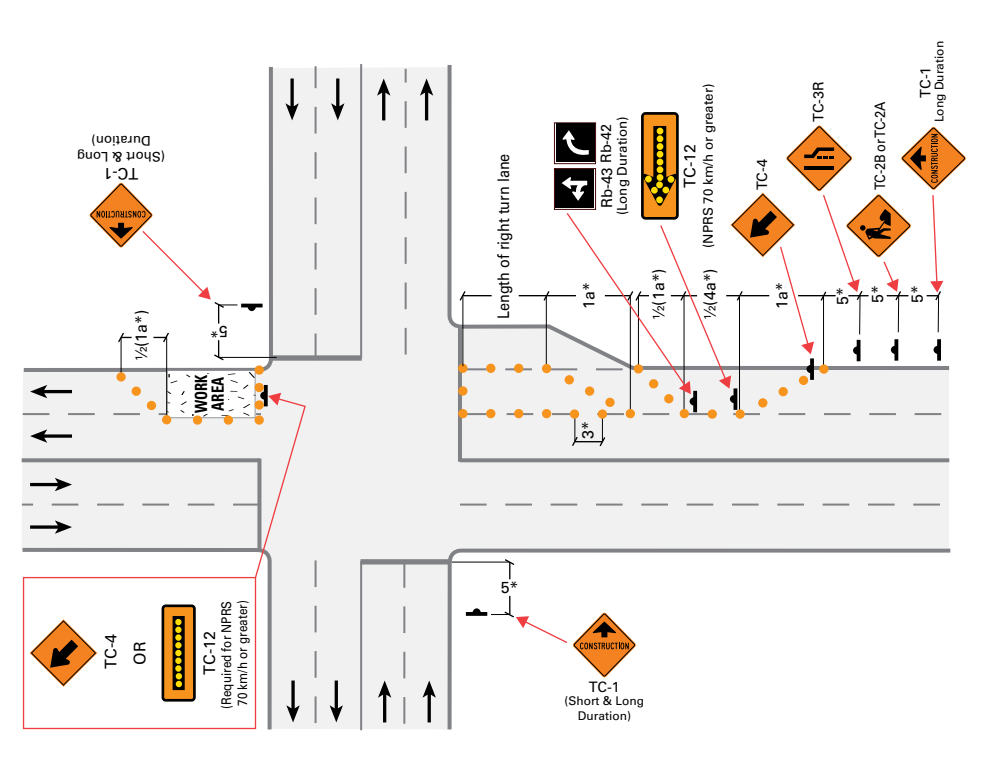 TC-1
(Short & Long
Duration)
CONSTRUCTION
5*
½(1a*)
WORK
AREA
TC-4
OR
TC-12
(Required for NPRS
70 km/h or greater)
Length of right turn lane
1a*
½(1a*)
½(4a*)
1a*
5*
5*
5*
3*
Rb-43 Rb-42
(Long Duration)
TC-12
(NPRS 70 km/h or greater)
TC-4
TC-3R
TC-2B or TC-2A
TC-1
Long Duration
CONSTRUCTION
5*
CONSTRUCTION
TC-1
(Short & Long
Duration)